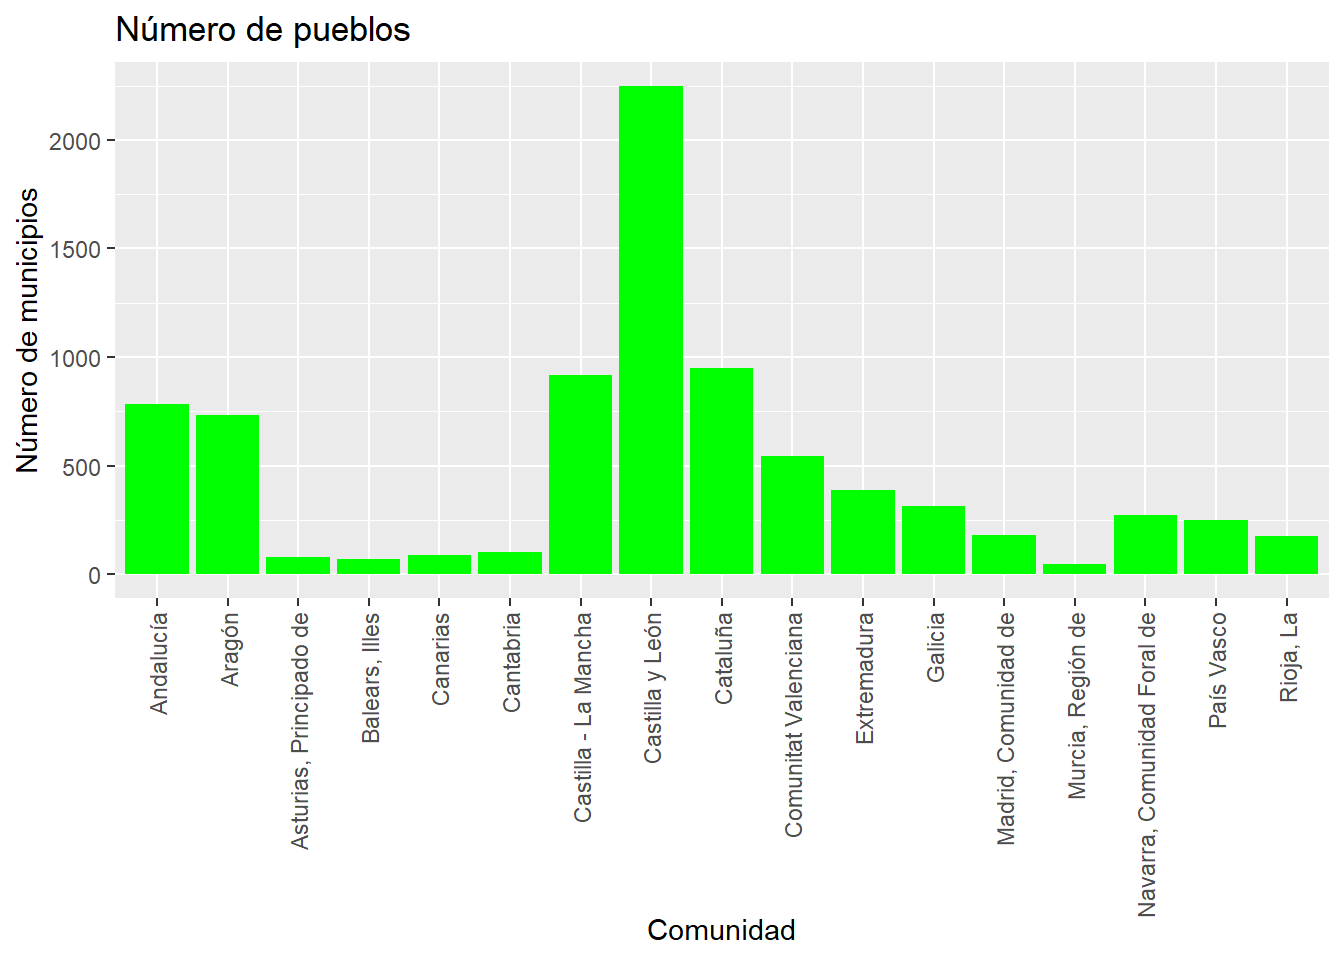 Número de pueblos
Número de municipios
2000
1500
1000
500
0
Andalucía
Aragón
Asturias, Principado de
Balears, Illes
Canarias
Cantabria
Castilla - La Mancha
Castilla y León
Cataluña
Comunitat Valenciana
Extremadura
Galicia
Madrid, Comunidad de
Murcia, Región de
Navarra, Comunidad Foral de
País Vasco
Rioja, La
Comunidad